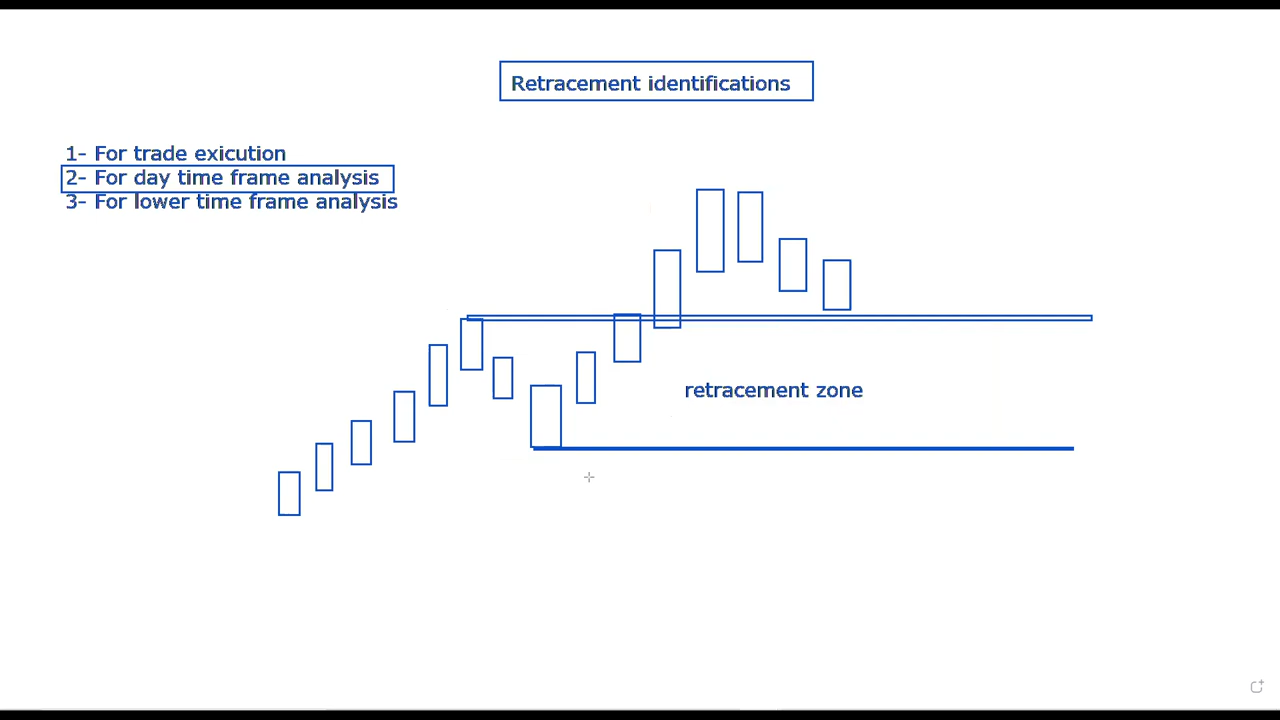 Retracement identifications
1- For trade exicution
2- For day time frame analysis
3- For lower time frame analysis
retracement zone